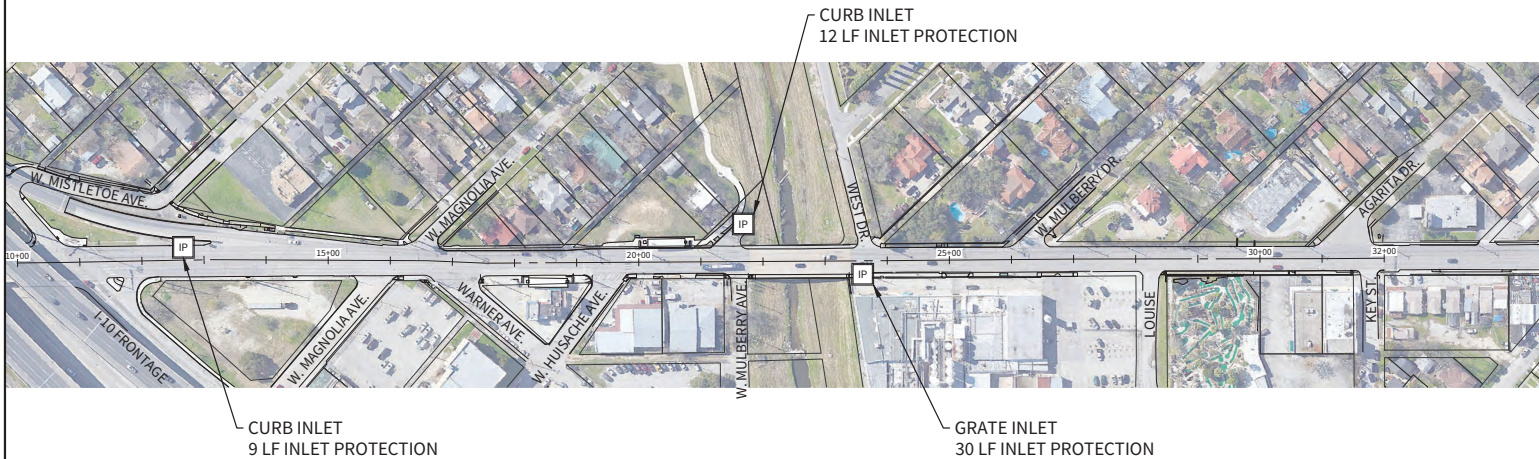 CURB INLET
12 LF INLET PROTECTION
W. MISTLETOE AVE.
W. MAGNOLIA AVE.
IP
WEST DR.
W. MULBERRY DR.
AGARITA DR.
IP
10+00
15+00
20+00
25+00
30+00
32+00
IP
I-10 FRONTAGE
W. MAGNOLIA AVE.
WARNER AVE.
W. HUISACHE AVE.
W. MULBERRY AVE.
LOUISE
KEY ST.
CURB INLET
9 LF INLET PROTECTION
GRATE INLET
30 LF INLET PROTECTION